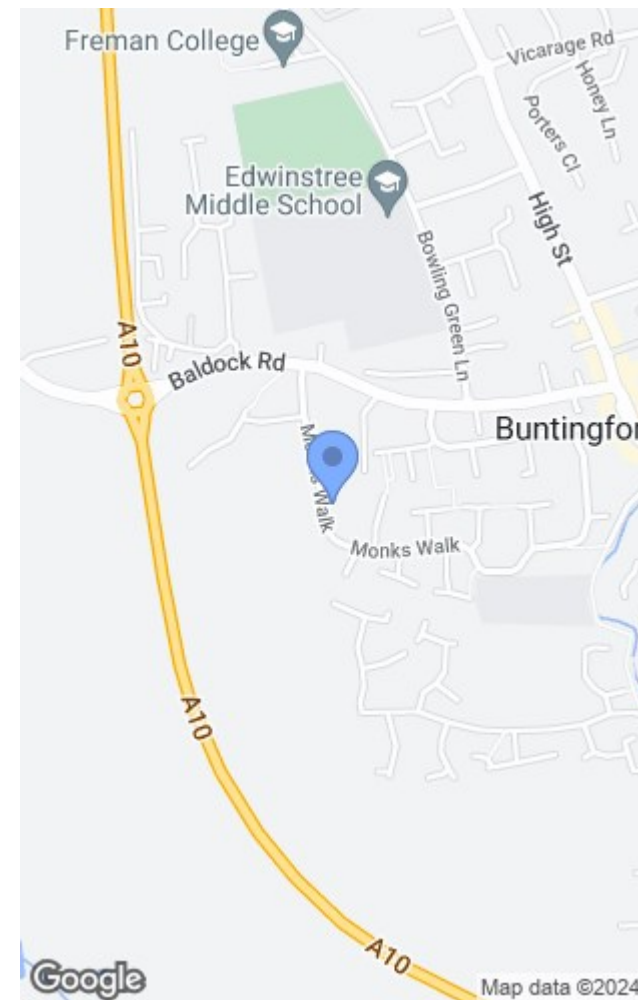 Freman College
Vicarage Rd
Honey Ln
Porters Cl
Edwinstree
Middle School
High St
Bowling Green Ln
A10
Baldock Rd
Buntingfor
Monks Walk
Monks Walk
A10
A10
Google
Map data ©2024